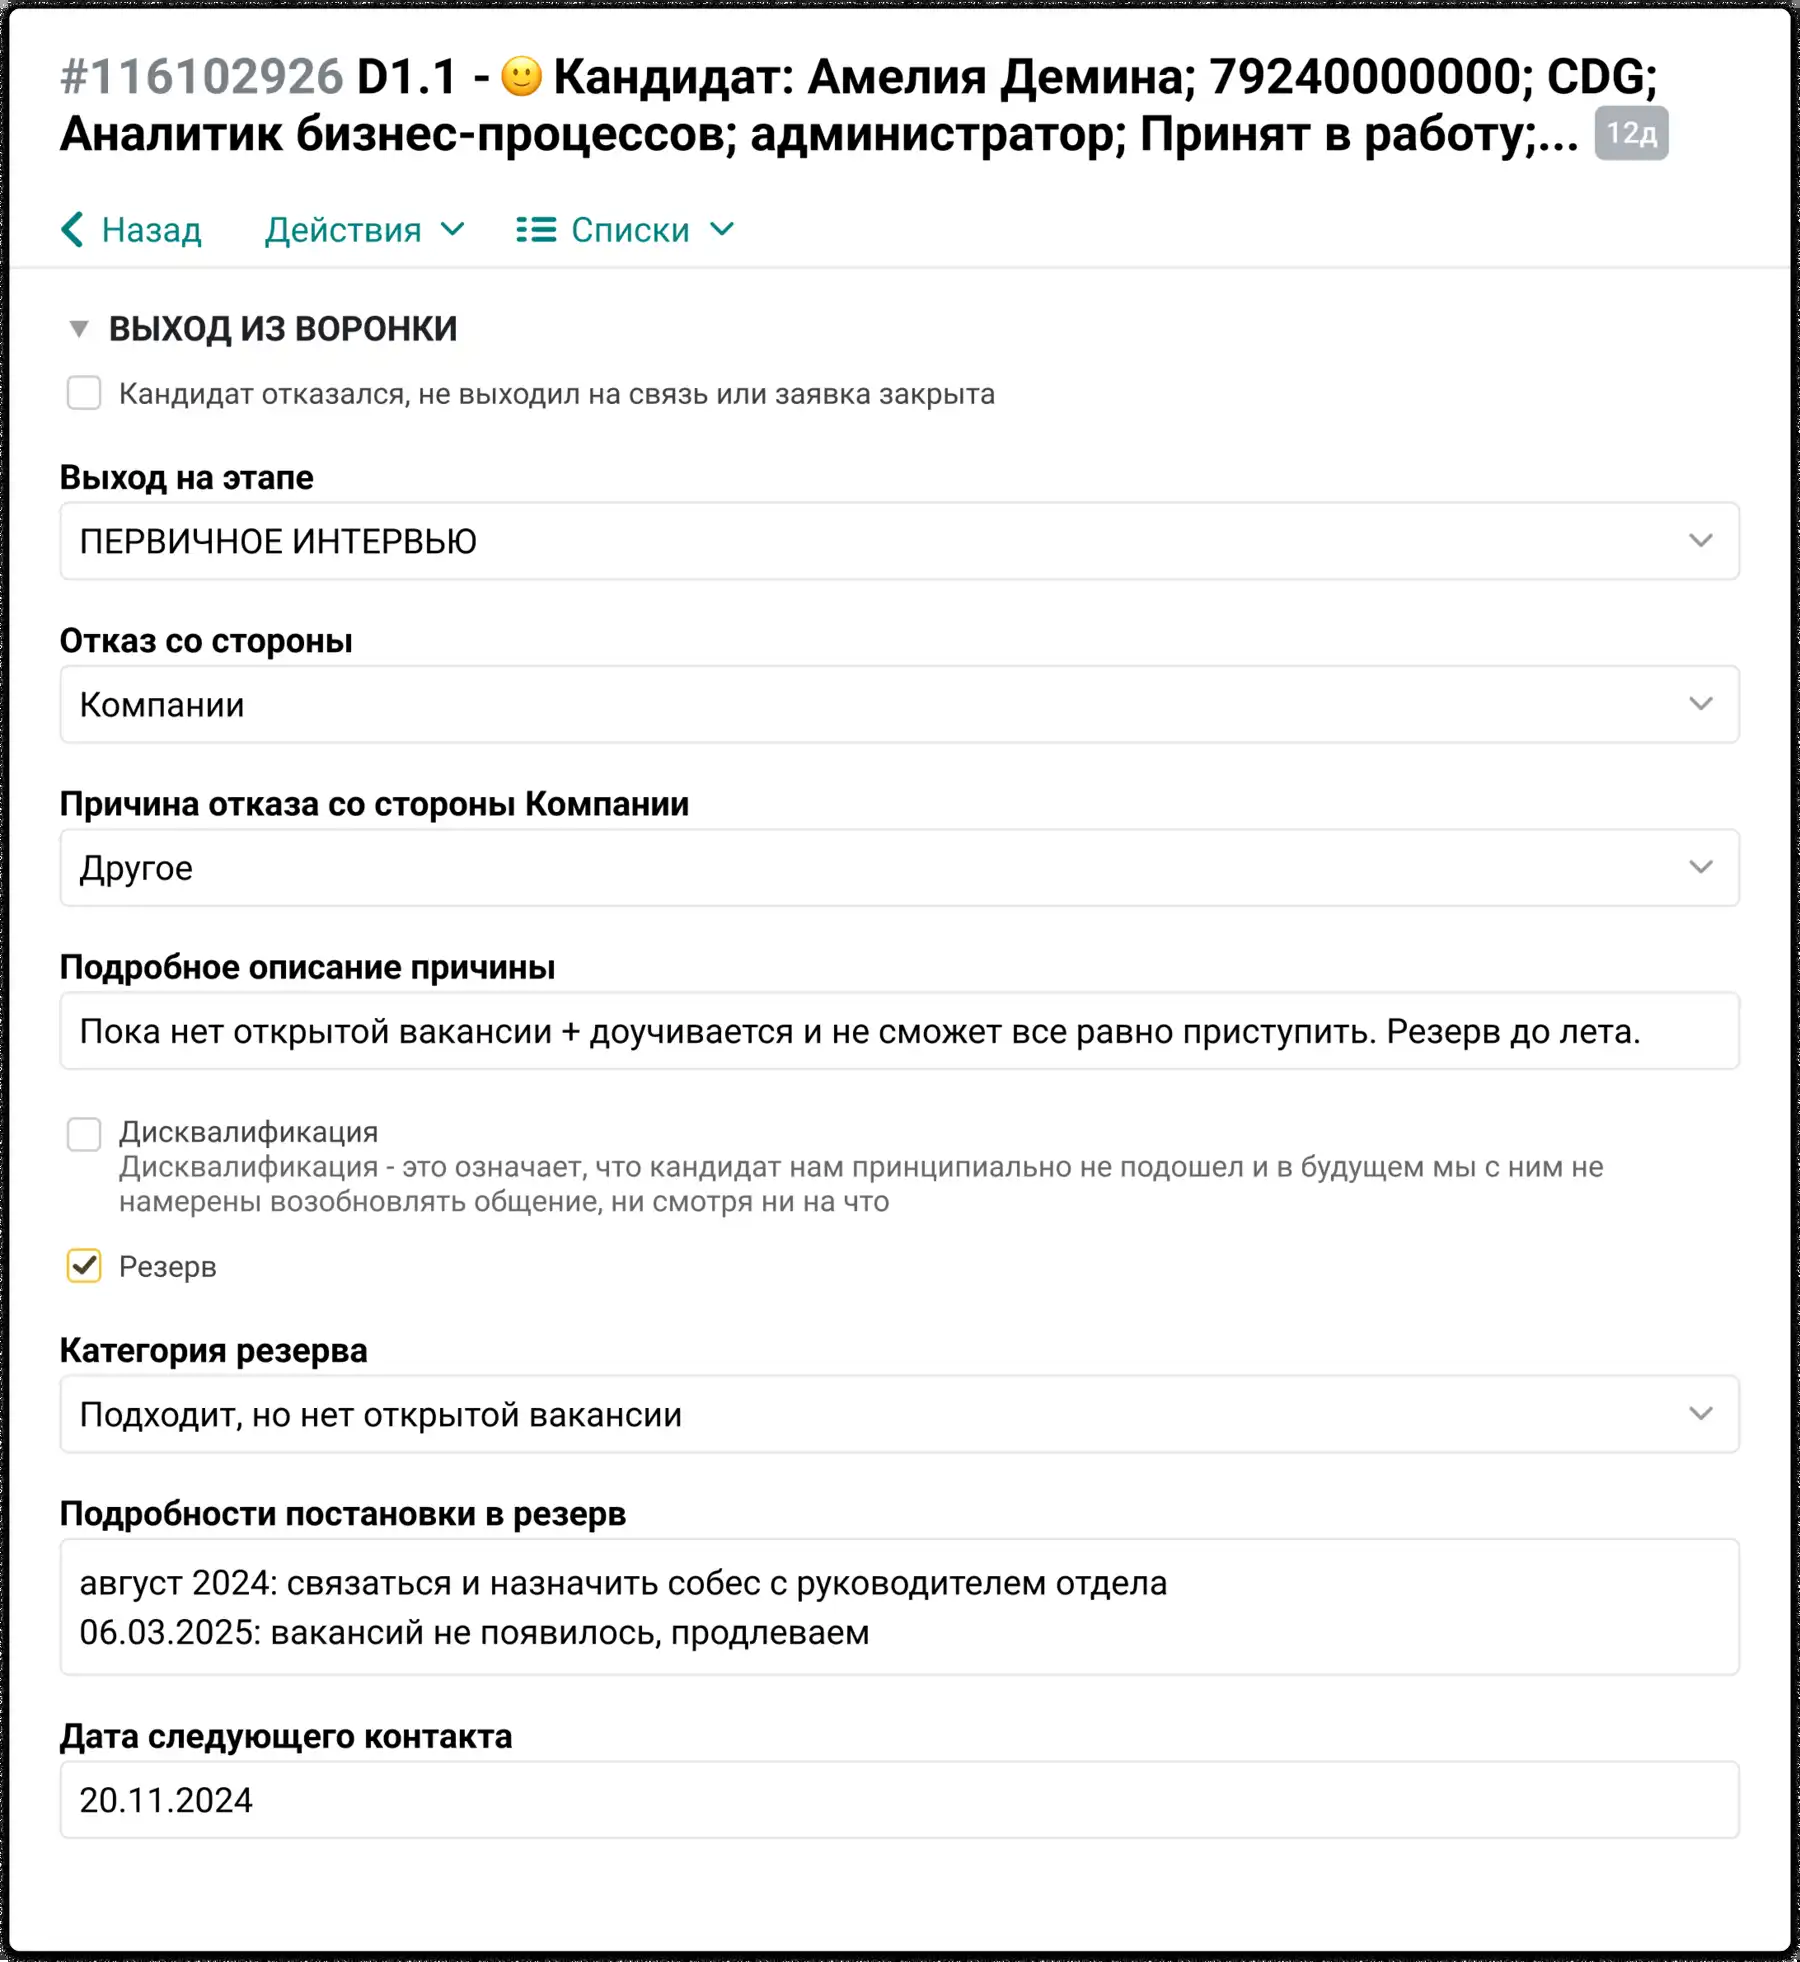 #116102926 D1.1 - 🙂 Кандидат: Амелия Демина; 79240000000; CDG;
Аналитик бизнес-процессов; администратор; Принят в работу;... 12д
Назад Действия Списки
ВЫХОД ИЗ ВОРОНКИ
Кандидат отказался, не выходил на связь или заявка закрыта
Выход на этапе
ПЕРВИЧНОЕ ИНТЕРВЬЮ
Отказ со стороны
Компании
Причина отказа со стороны Компании
Другое
Подробное описание причины
Пока нет открытой вакансии + доучивается и не сможет все равно приступить. Резерв до лета.
Дисквалификация
Дисквалификация - это означает, что кандидат нам принципиально не подошел и в будущем мы с ним не
намерены возобновлять общение, ни смотря ни на что
Резерв
Категория резерва
Подходит, но нет открытой вакансии
Подробности постановки в резерв
август 2024: связаться и назначить собес с руководителем отдела
06.03.2025: вакансий не появилось, продлеваем
Дата следующего контакта
20.11.2024